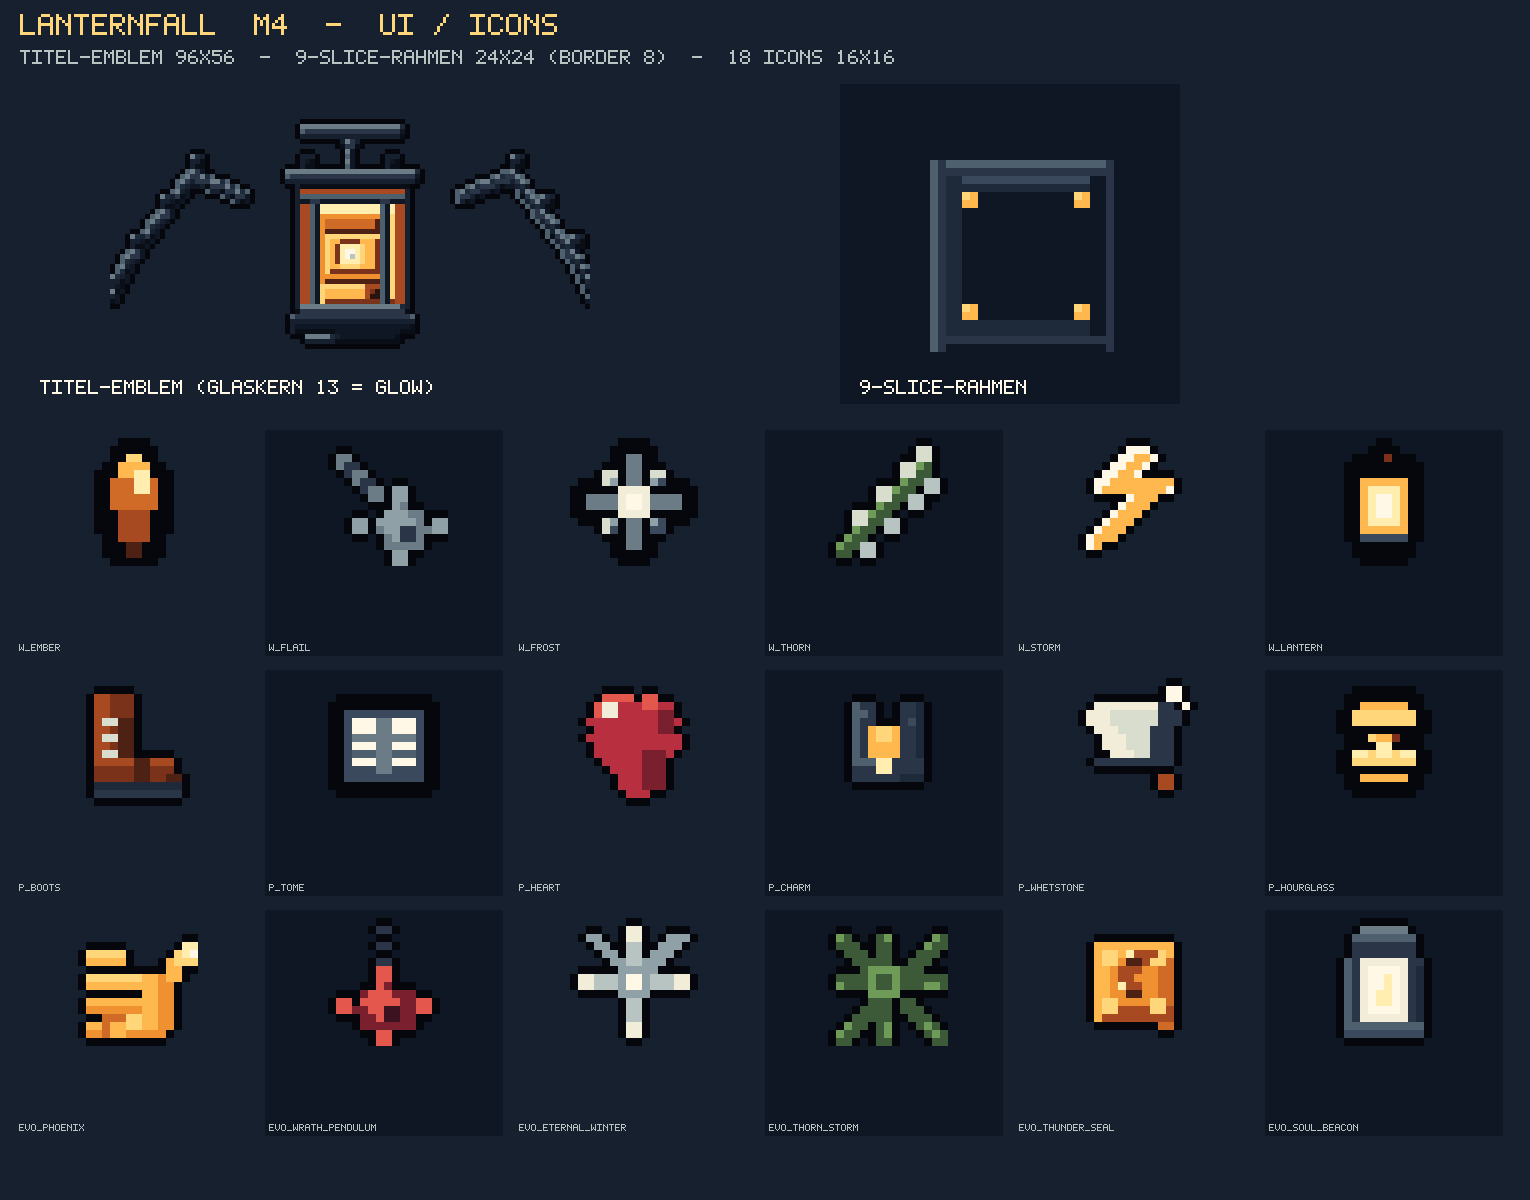 LANTERNFALL M4 - UI / ICONS
TITEL-EMBLEM 96X56 - 9-SLICE-RAHMEN 24X24 (BORDER 8) - 18 ICONS 16X16
TITEL-EMBLEM (GLASKERN 13 = GLOW)
9-SLICE-RAHMEN
W_EMBER
W_FLAIL
W_FROST
W_THORN
W_STORM
W_LANTERN
P_BOOTS
P_TOME
P_HEART
P_CHARM
P_WHETSTONE
P_HOURGLASS
EVO_PHOENIX
EVO_WRATH_PENDULUM
EVO_ETERNAL_WINTER
EVO_THORN_STORM
EVO_THUNDER_SEAL
EVO_SOUL_BEACON